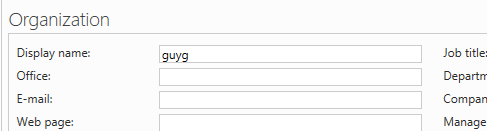 Organization
Display name: guyg Job title:
Office: Departm
E-mail: Compan
Web page: Manage